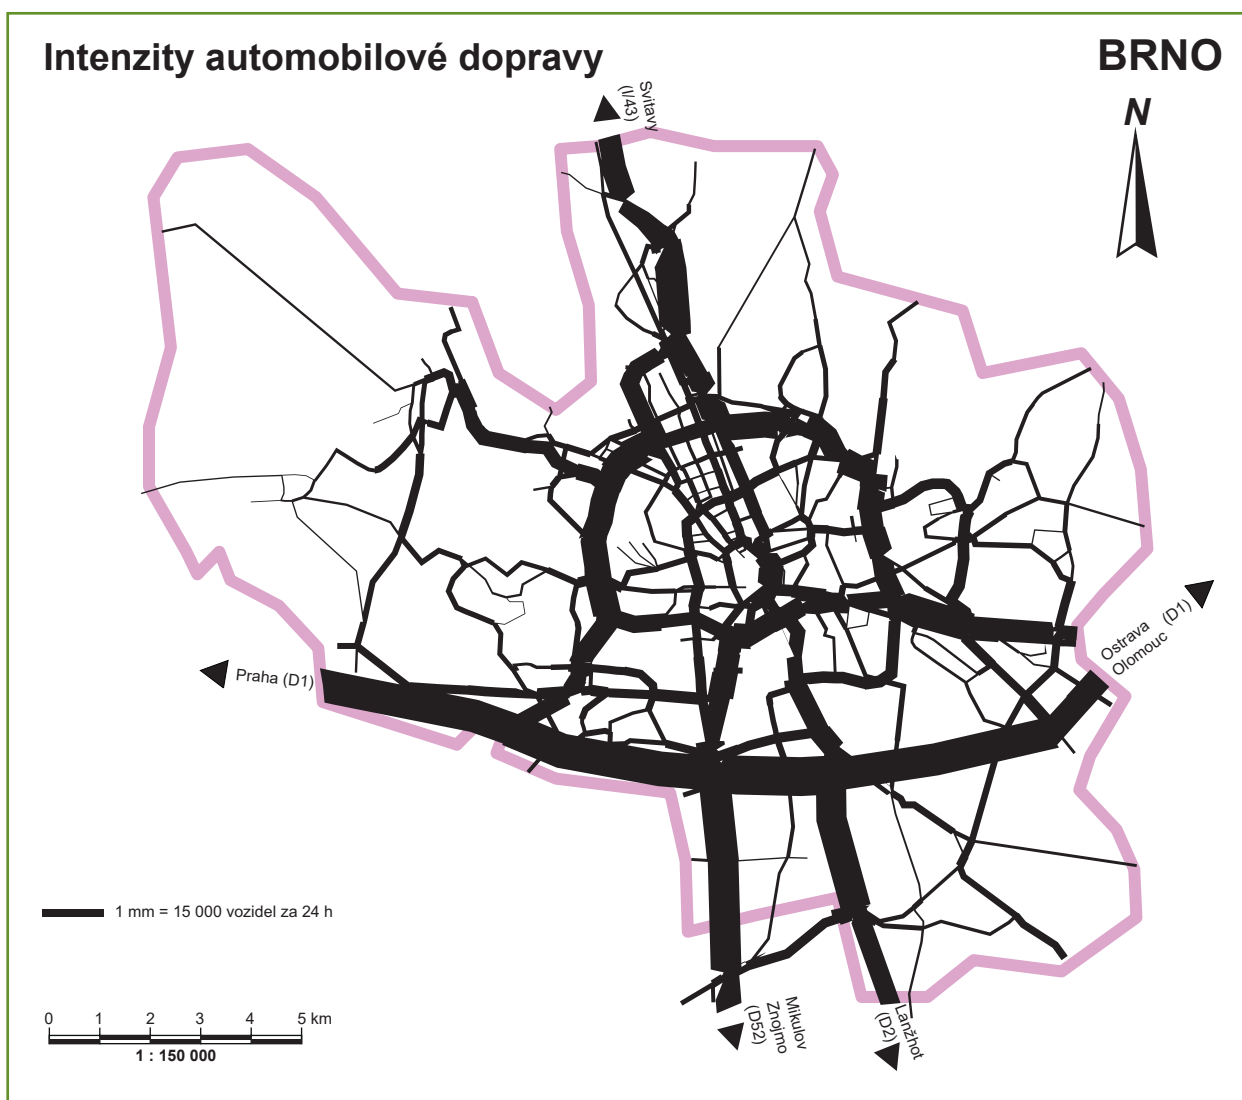 Intenzity automobilové dopravy
BRNO
N
Svitavy
(I/43)
Praha (D1)
Ostrava (D1)
Olomouc
1 mm = 15 000 vozidel za 24 h
0 1 2 3 4 5 km
1 : 150 000
Mikulov
Znojmo
(D52)
Lanžhot
(D2)